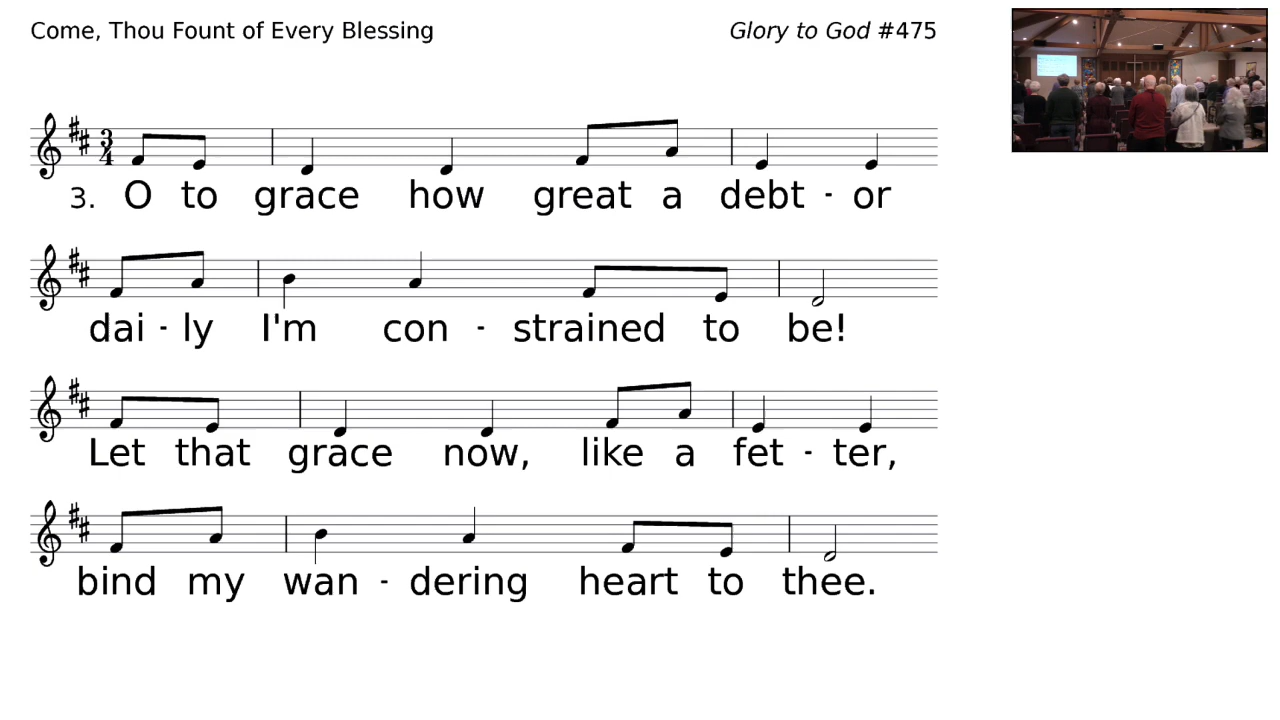 Come, Thou Fount of Every Blessing Glory to God #475
3. O to grace how great a debt - or
dai - ly I'm con - strained to be!
Let that grace now, like a fet - ter,
bind my wan - dering heart to thee.